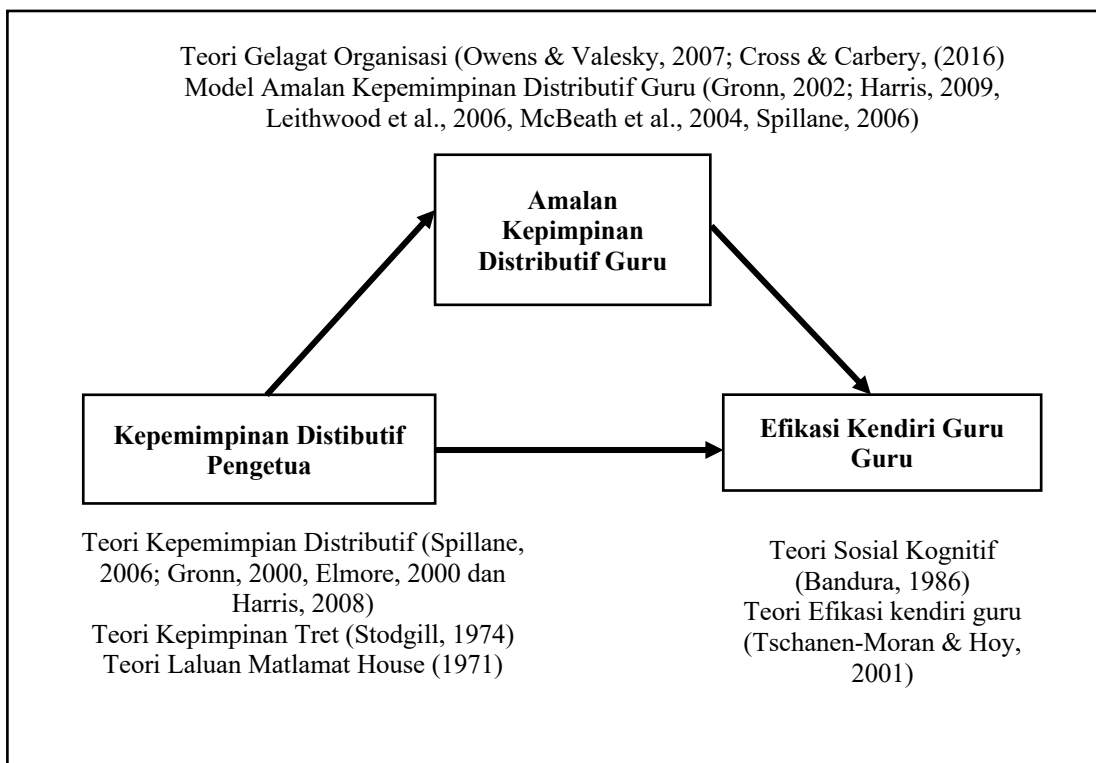 Teori Gelagat Organisasi (Owens & Valesky, 2007; Cross & Carbery, (2016)
Model Amalan Kepemimpinan Distributif Guru (Gronn, 2002; Harris, 2009,
Leithwood et al., 2006, McBeath et al., 2004, Spillane, 2006)
Amalan
Kepimpinan
Distributif Guru
Kepemimpinan Distibutif
Pengetua
Efikasi Kendiri Guru
Guru
Teori Kepemimpian Distributif (Spillane,
2006; Gronn, 2000, Elmore, 2000 dan
Harris, 2008)
Teori Kepimpinan Tret (Stodgill, 1974)
Teori Laluan Matlamat House (1971)
Teori Sosial Kognitif
(Bandura, 1986)
Teori Efikasi kendiri guru
(Tschanen-Moran & Hoy,
2001)